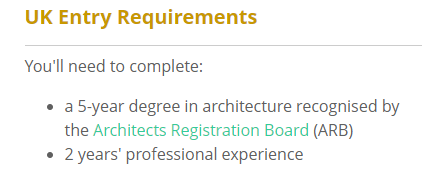 UK Entry Requirements
You'll need to complete:
• a 5-year degree in architecture recognised by
the Architects Registration Board (ARB)
• 2 years' professional experience